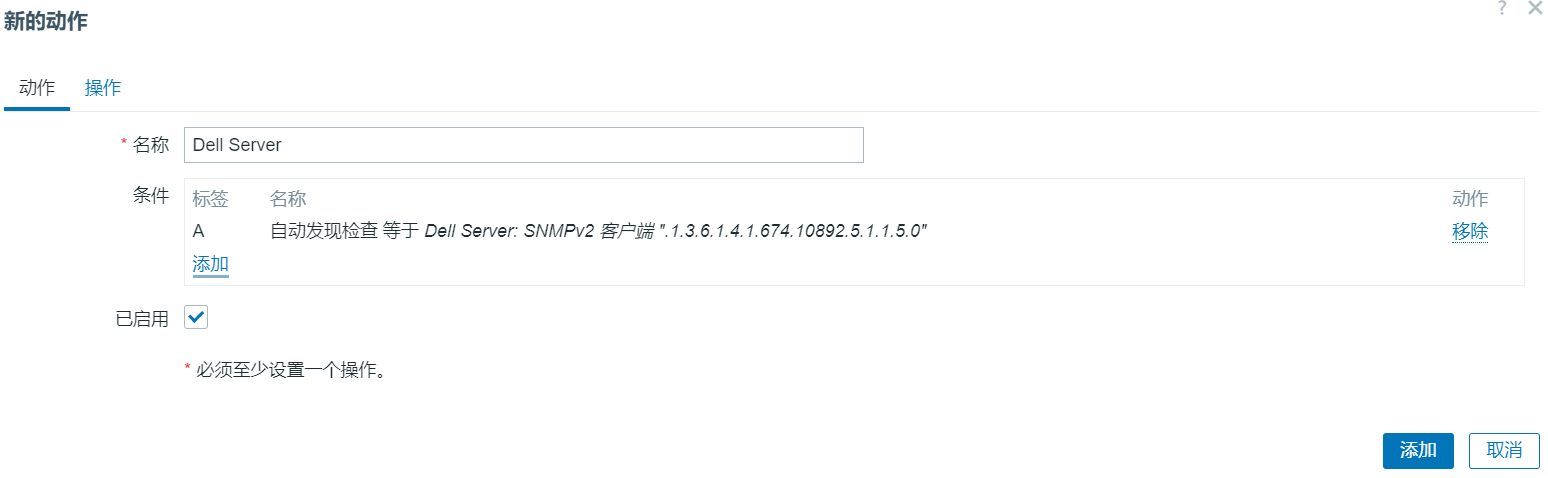 新的动作
? ×
动作 操作
* 名称 Dell Server
条件 标签 名称 动作
A 自动发现检查 等于 Dell Server: SNMPv2 客户端 ".1.3.6.1.4.1.674.10892.5.1.1.5.0" 移除
添加
已启用
* 必须至少设置一个操作。
添加 取消